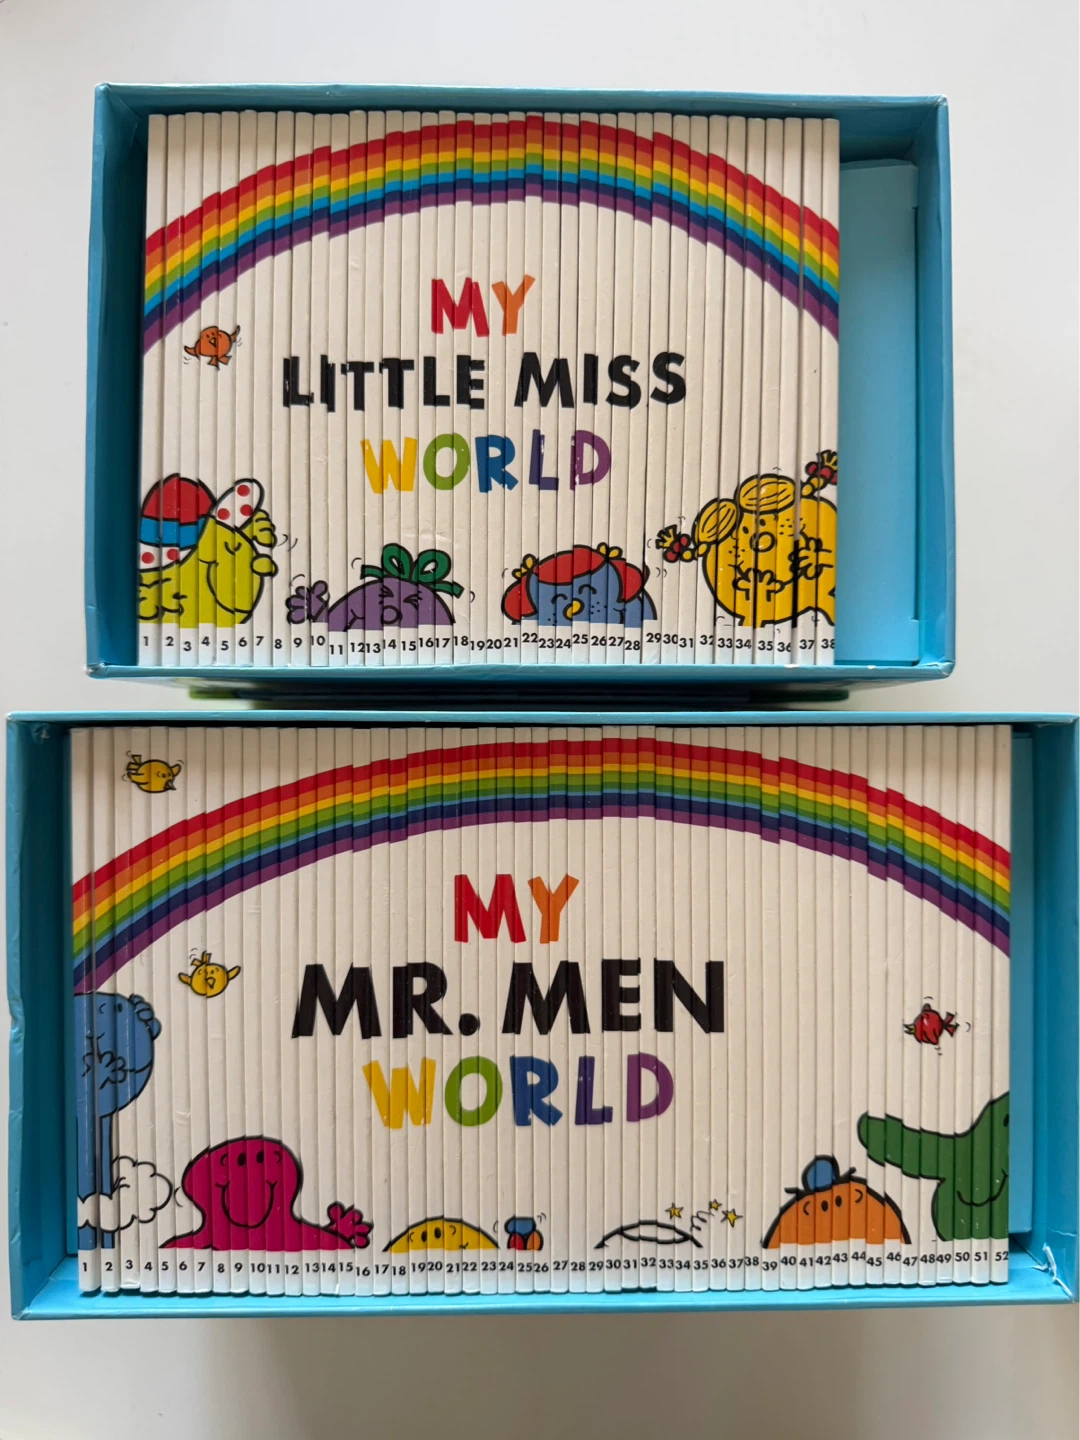 MY
LITTLE MISS
WORLD
1 2 3 4 5 6 7 8 9 10 11 12 13 14 15 16 17 18 19 20 21 22 23 24 25 26 27 28 29 30 31 32 33 34 35 36 37 38
MY
MR. MEN
WORLD
1 2 3 4 5 6 7 8 9 10 11 12 13 14 15 16 17 18 19 20 21 22 23 24 25 26 27 28 29 30 31 32 33 34 35 36 37 38 39 40 41 42 43 44 45 46 47 48 49 50 51 52